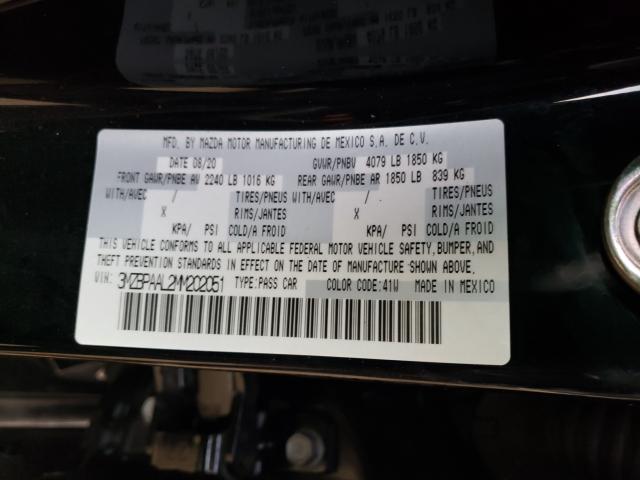 MFD. BY MAZDA MOTOR MANUFACTURING DE MEXICO S.A. DE C.V.
DATE 08/20 GVWR/PNBV 4079 LB 1850 KG
FRONT GAWR/PNBE AV 2240 LB 1016 KG REAR GAWR/PNBE AR 1850 LB 839 KG
WITH/AVEC / TIRES/PNEUS WITH/AVEC / TIRES/PNEUS
X RIMS/JANTES X RIMS/JANTES
KPA/ PSI COLD/A FROID KPA/ PSI COLD/A FROID
THIS VEHICLE CONFORMS TO ALL APPLICABLE FEDERAL MOTOR VEHICLE SAFETY, BUMPER, AND
THEFT PREVENTION STANDARDS IN EFFECT ON THE DATE OF MANUFACTURE SHOWN ABOVE.
VIN: 3MZBPAAL2MM202051 TYPE:PASS CAR COLOR CODE:41W MADE IN MEXICO